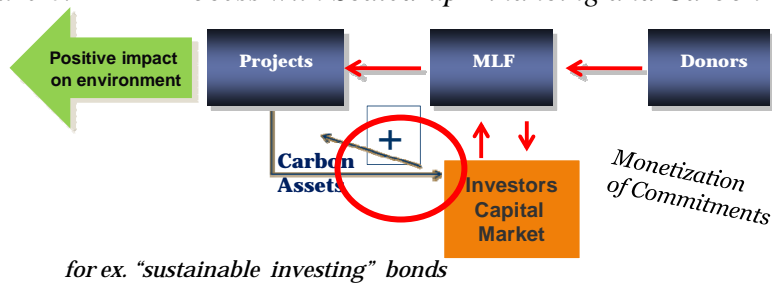 Positive impact
on environment
Projects
MLF
Donors
+
Carbon
Assets
Investors
Capital
Market
Monetization
of Commitments
for ex. “sustainable investing” bonds